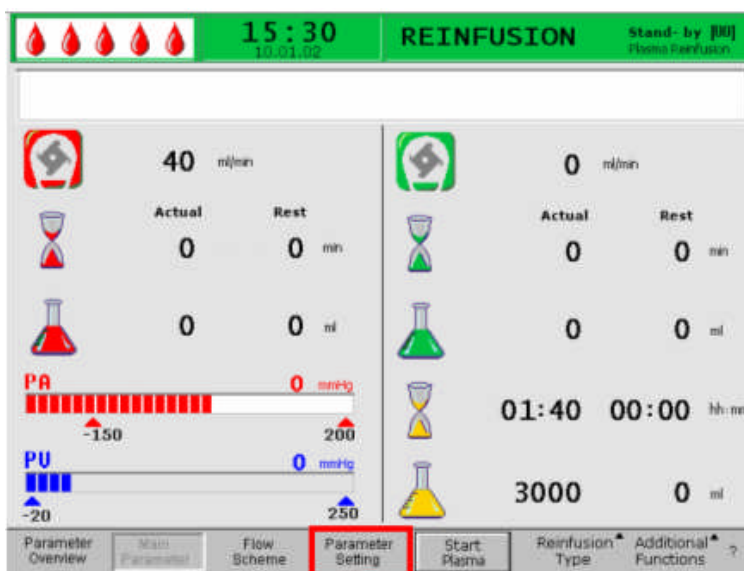 15:30
10.01.02
REINFUSION
Stand- by [00]
Plasma Reinfusion
40 ml/min
0 ml/min
Actual Rest
0 0 min
Actual Rest
0 0 min
0 0 ml
0 0 ml
PA 0 mmHg
-150 200
01:40 00:00 hh:mm
PV 0 mmHg
-20 250
3000 0 ml
Parameter Overview
Main Parameter
Flow Scheme
Parameter Setting
Start Plasma
Reinfusion Type
Additional Functions
?